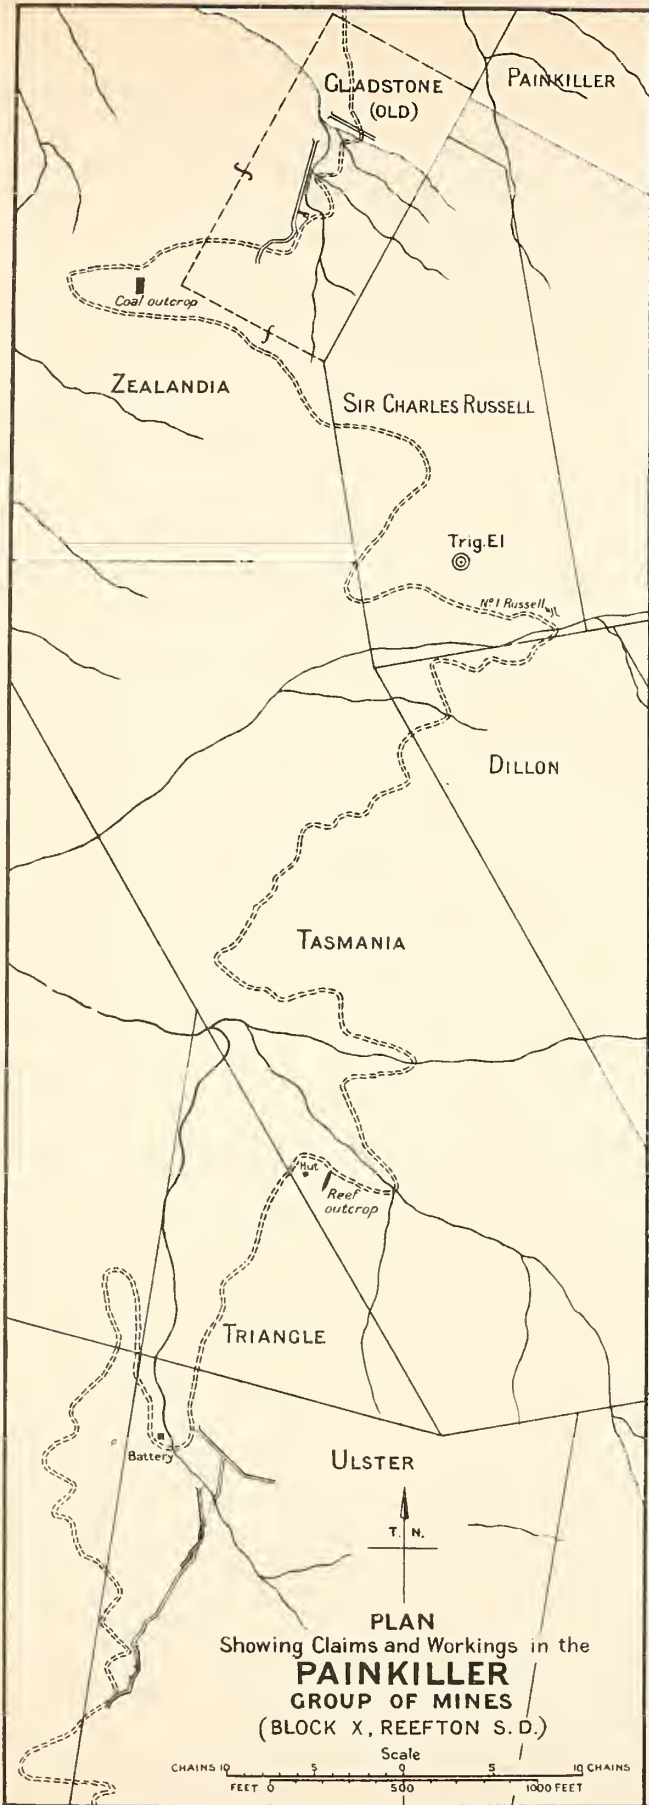 GLADSTONE
(OLD)
PAINKILLER
f
Coal outcrop
f
ZEALANDIA
SIR CHARLES RUSSELL
Trig. E1
No 1 Russell
DILLON
TASMANIA
Hut
Reef
outcrop
TRIANGLE
Battery
ULSTER
T. N.
PLAN
Showing Claims and Workings in the
PAINKILLER
GROUP OF MINES
(BLOCK X, REEFTON S. D.)
Scale
CHAINS 10 5 0 5 10 CHAINS
FEET 0 500 1000 FEET